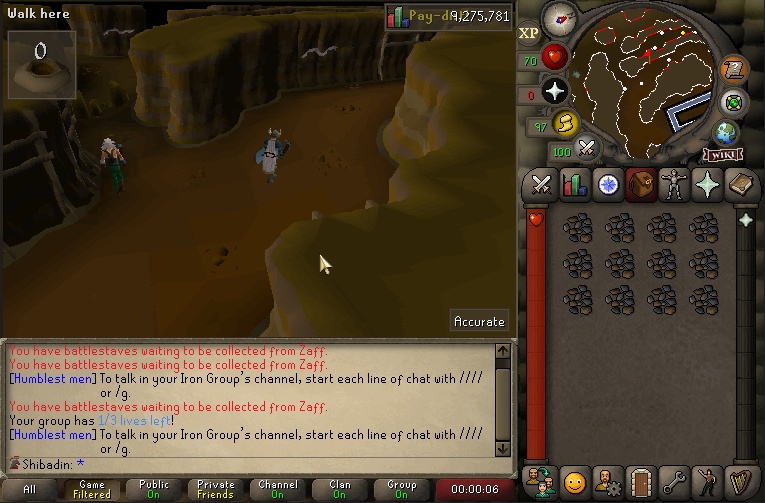 Walk here
0
Pay-di
9,275,781
XP
70
0
97
100
WIKI
Accurate
You have battlestaves waiting to be collected from Zaff.
You have battlestaves waiting to be collected from Zaff.
[Humblest men] To talk in your Iron Group's channel, start each line of chat with ////
or /g.
You have battlestaves waiting to be collected from Zaff.
Your group has 1/3 lives left!
[Humblest men] To talk in your Iron Group's channel, start each line of chat with ////
or /g.
Shibadin: *
All
Game
Filtered
Public
On
Private
Friends
Channel
On
Clan
On
Group
On
00:00:06